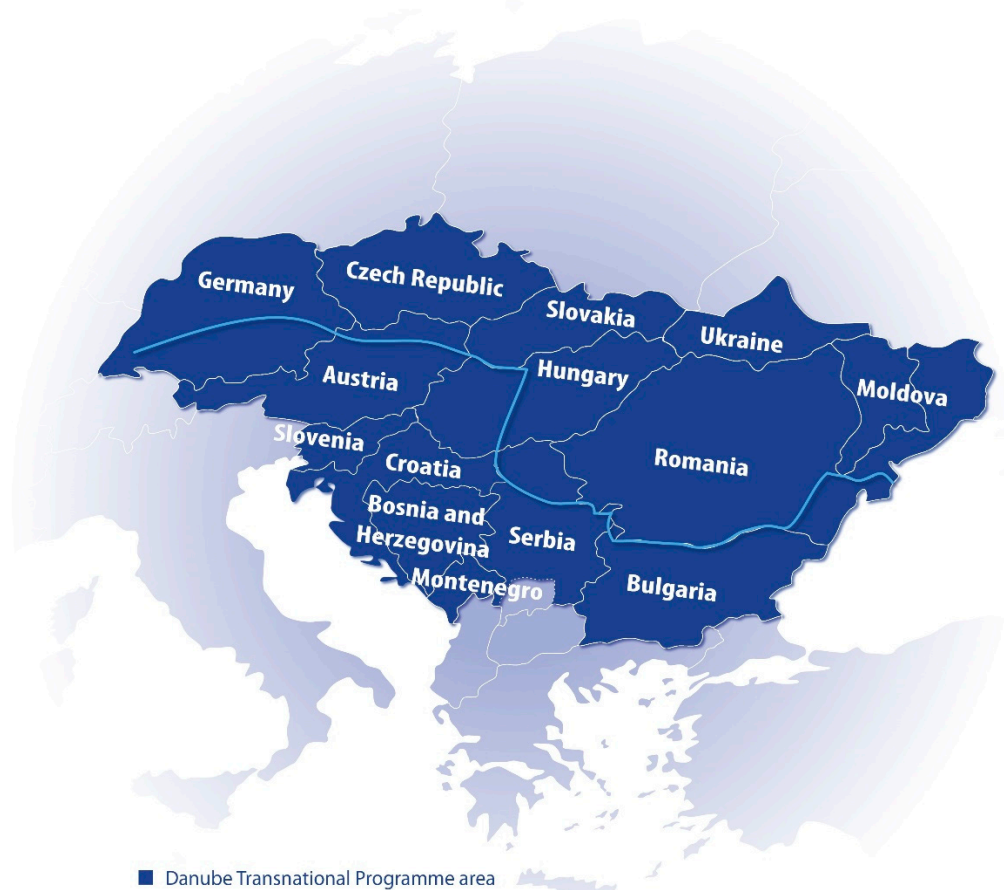 Germany
Czech Republic
Slovakia
Ukraine
Hungary
Austria
Moldova
Slovenia
Croatia
Romania
Bosnia and
Herzegovina
Serbia
Montenegro
Bulgaria
Danube Transnational Programme area